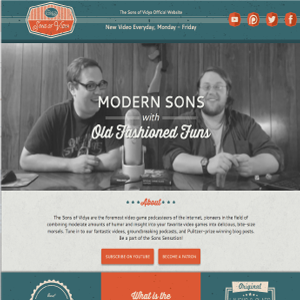 Sons of Vidya
The Sons of Vidya Official Website
New Video Everyday, Monday - Friday
MODERN SONS
with
Old Fashioned Funs
About
The Sons of Vidya are the foremost video game podcasters of the internet, pioneers in the field of
combining moderate amounts of humor and insight into your favorite video games into delicious, bite-sized
morsels. Tune in to our fantastic videos, groundbreaking podcasts, and Pulitzer-prize winning blog posts.
Be a part of the Sons Sensation!
SUBSCRIBE ON YOUTUBE
BECOME A PATRON
What is the
Original